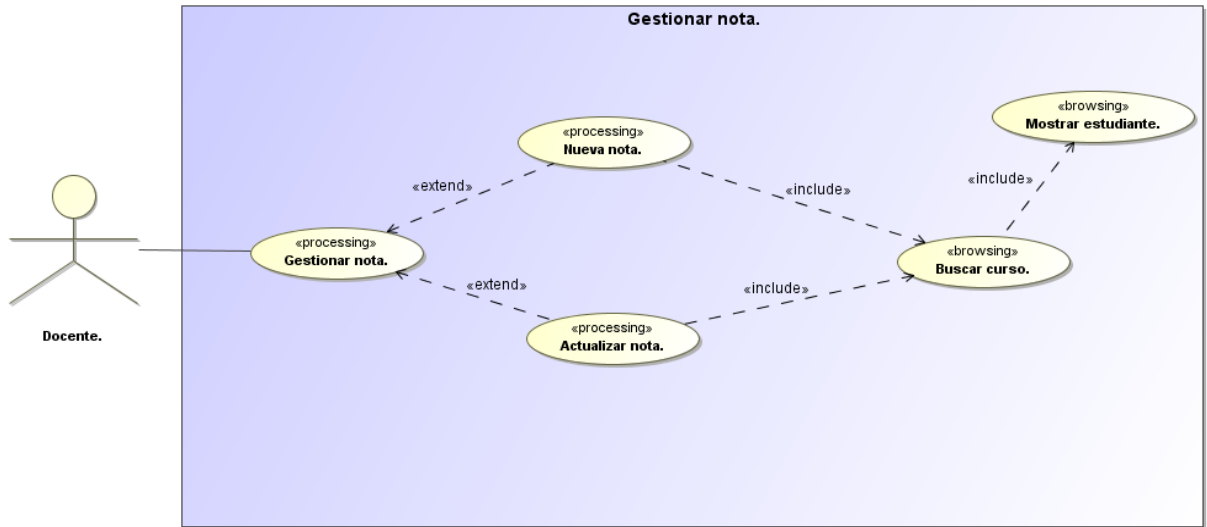 Gestionar nota.
«browsing»
Mostrar estudiante.
«processing»
Nueva nota.
«extend»
«include»
«include»
«processing»
Gestionar nota.
«browsing»
Buscar curso.
«extend»
«include»
«processing»
Actualizar nota.
Docente.